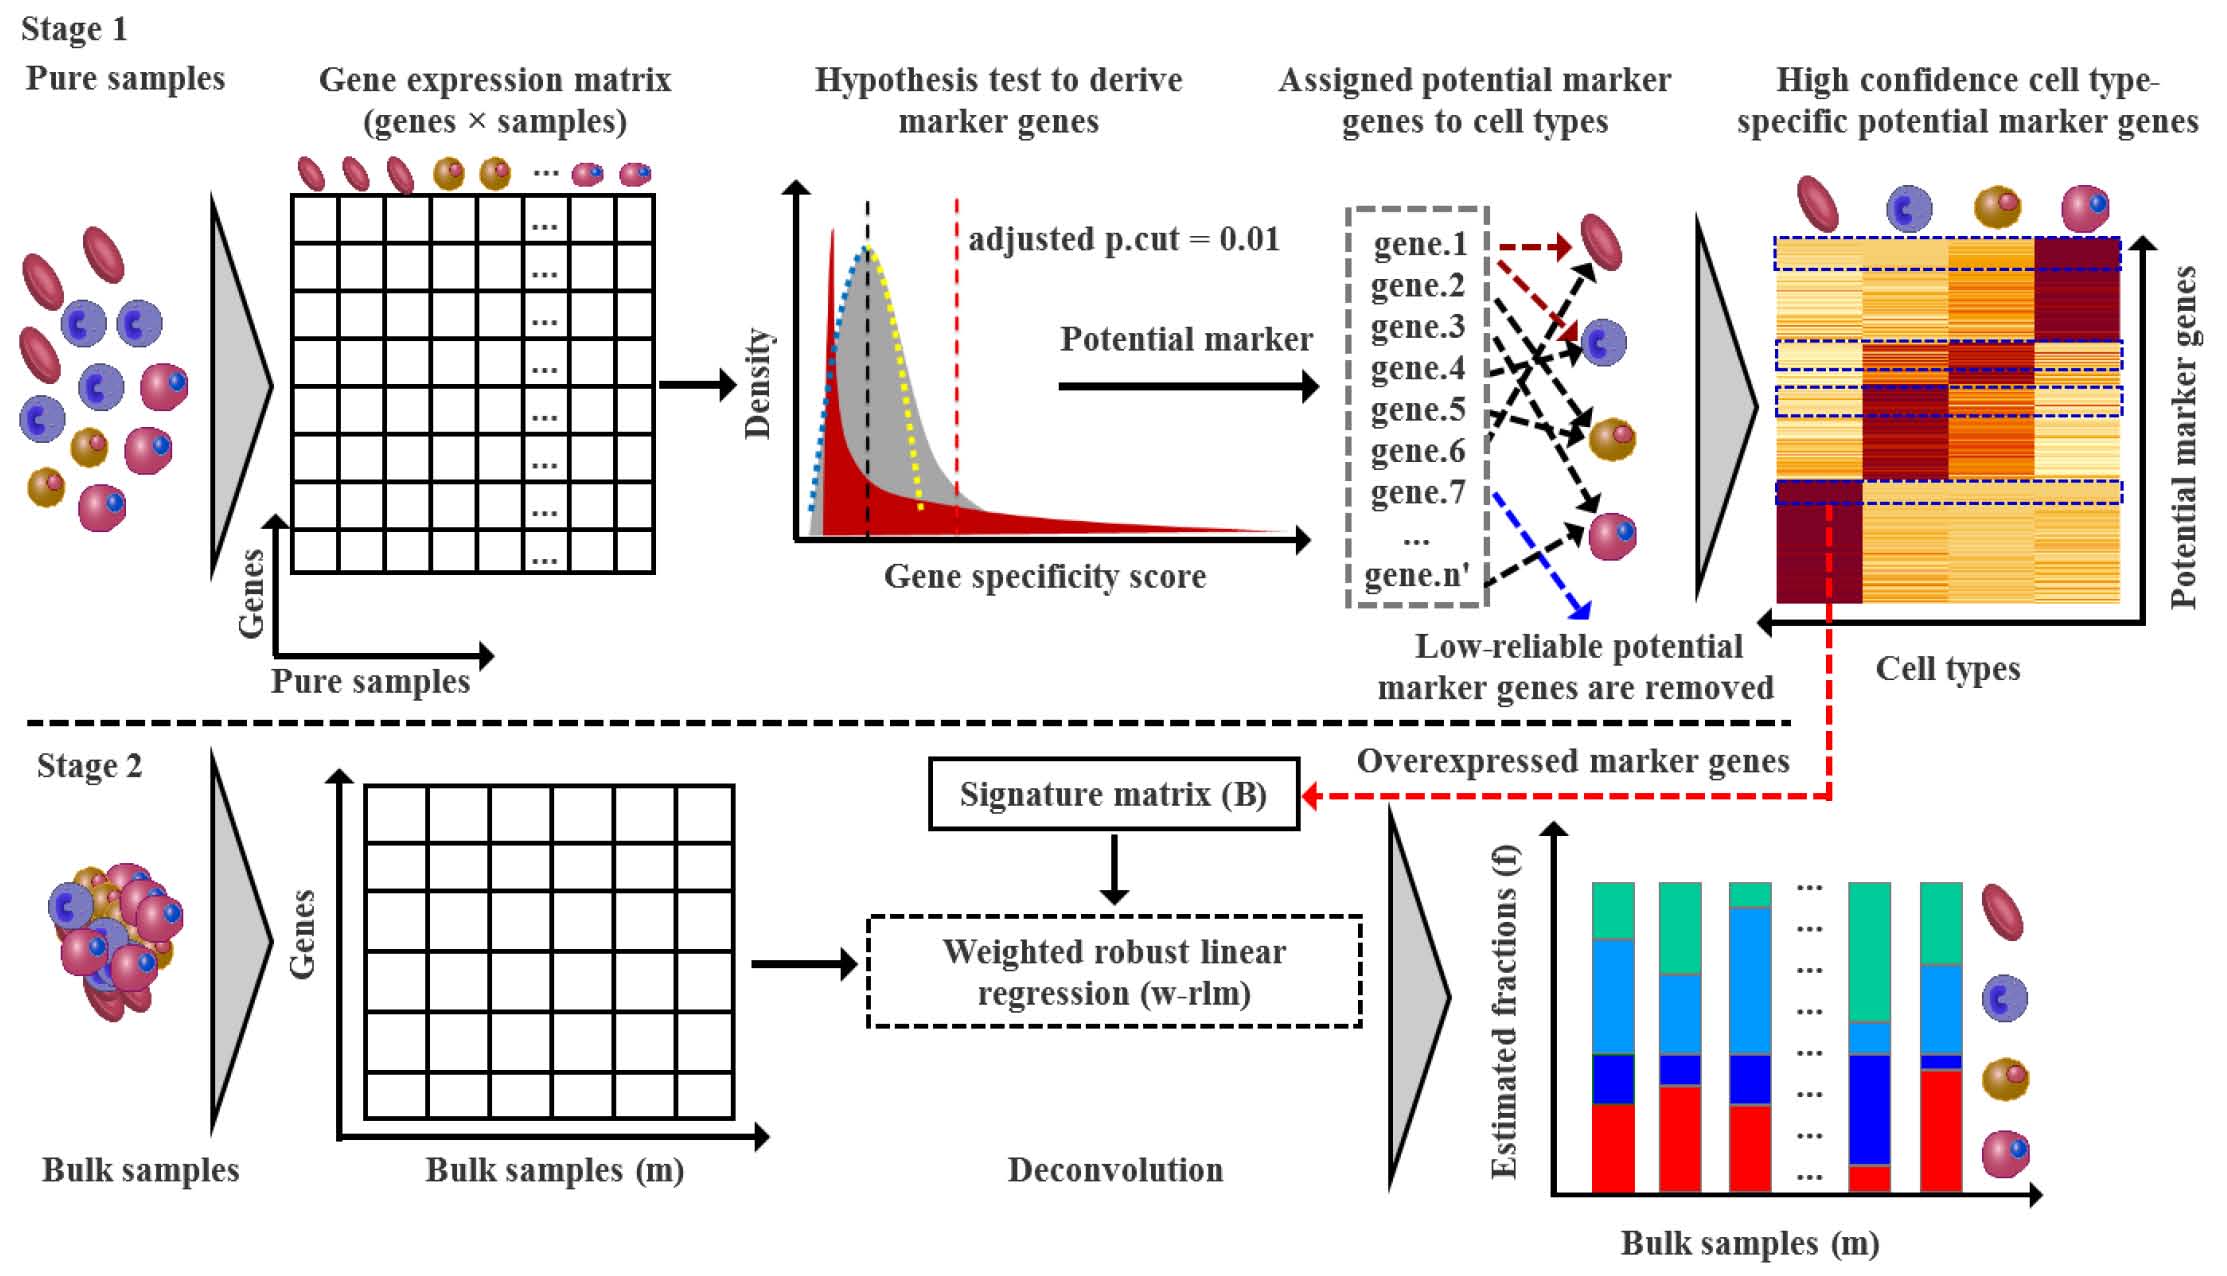 Stage 1
Pure samples
Gene expression matrix
(genes × samples)
Hypothesis test to derive
marker genes
Assigned potential marker
genes to cell types
High confidence cell type-
specific potential marker genes
...
...
...
...
...
...
...
...
...
Genes
Pure samples
Density
adjusted p.cut = 0.01
Gene specificity score
Potential marker
gene.1
gene.2
gene.3
gene.4
gene.5
gene.6
gene.7
...
gene.n'
Low-reliable potential
marker genes are removed
Potential marker genes
Cell types
Stage 2
Bulk samples
Genes
Bulk samples (m)
Signature matrix (B)
Overexpressed marker genes
Weighted robust linear
regression (w-rlm)
Deconvolution
Estimated fractions (f)
...
...
...
...
...
...
...
...
Bulk samples (m)